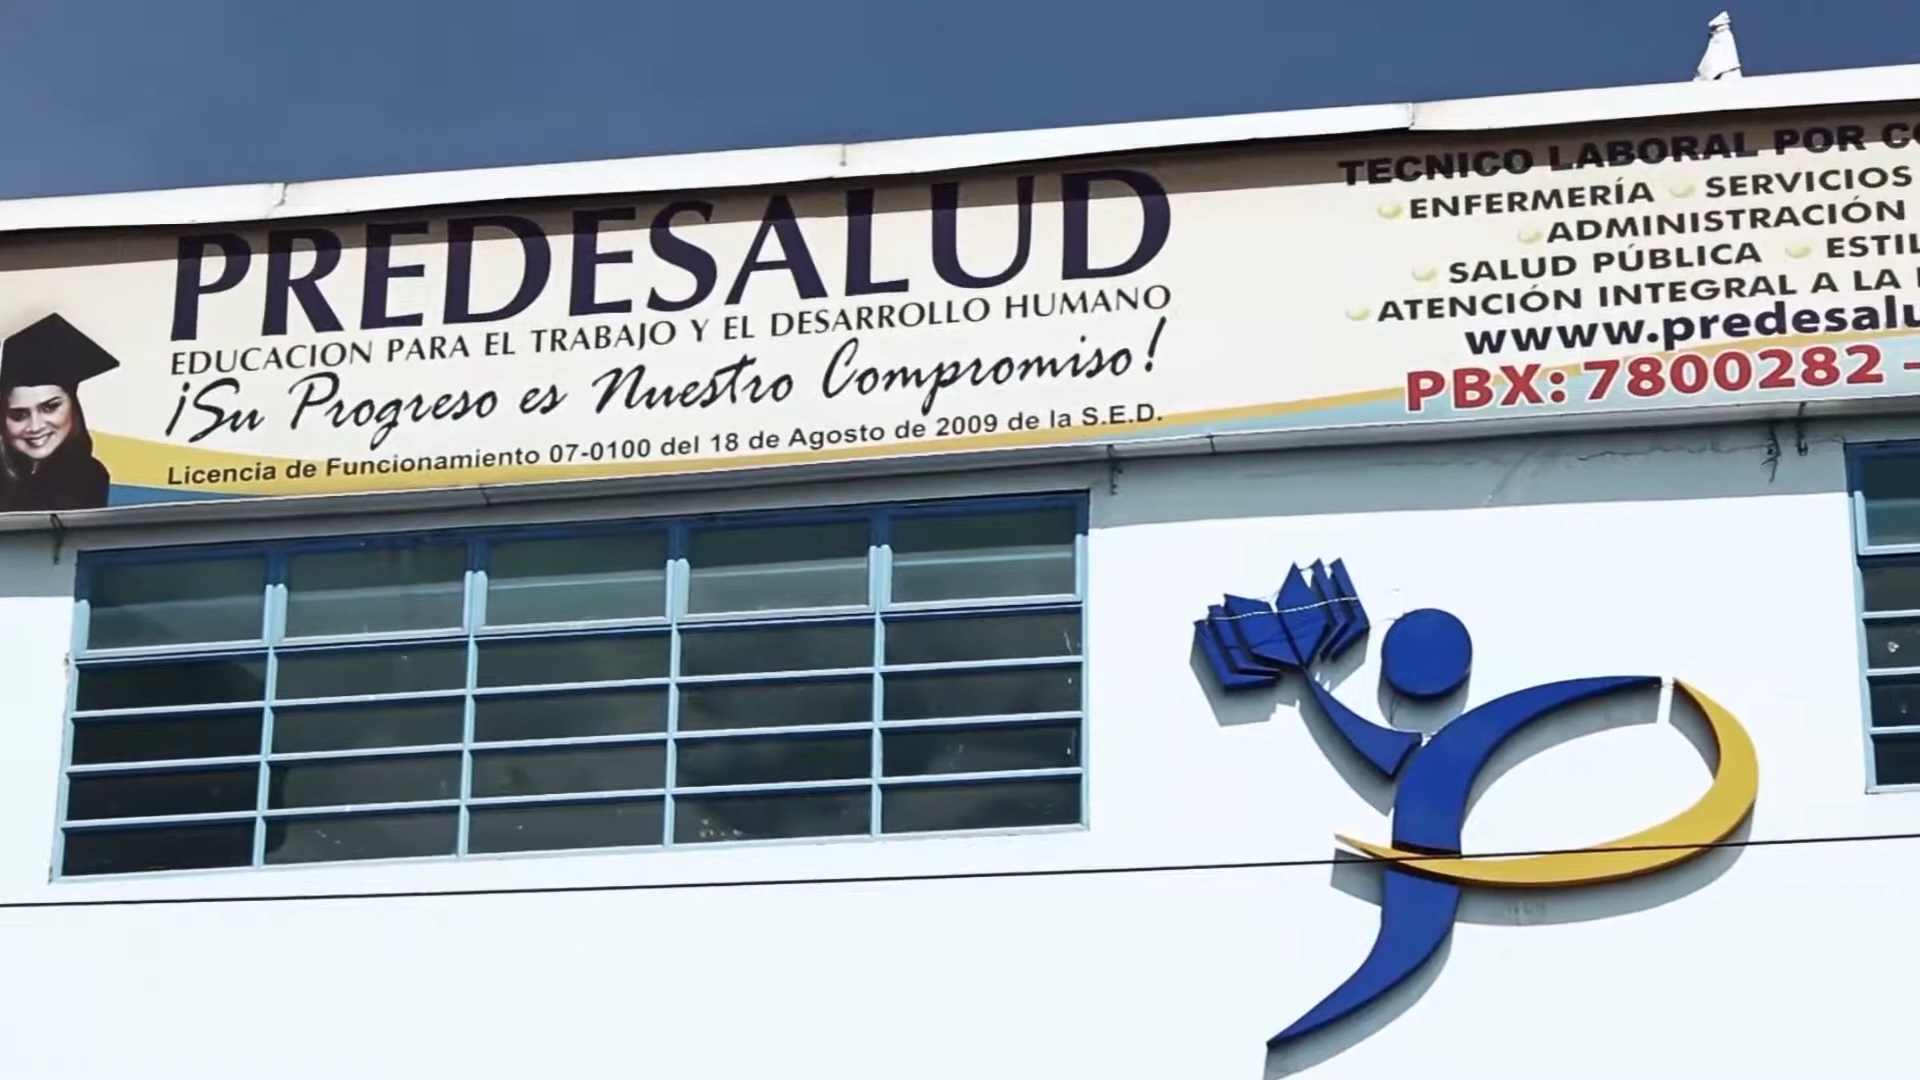 PREDESALUD
EDUCACION PARA EL TRABAJO Y EL DESARROLLO HUMANO
¡Su Progreso es Nuestro Compromiso!
Licencia de Funcionamiento 07-0100 del 18 de Agosto de 2009 de la S.E.D.
TECNICO LABORAL POR
ENFERMERÍA SERVICIOS
ADMINISTRACIÓN
SALUD PÚBLICA
ATENCIÓN INTEGRAL A LA
wwww.predesalu
PBX: 7800282 -